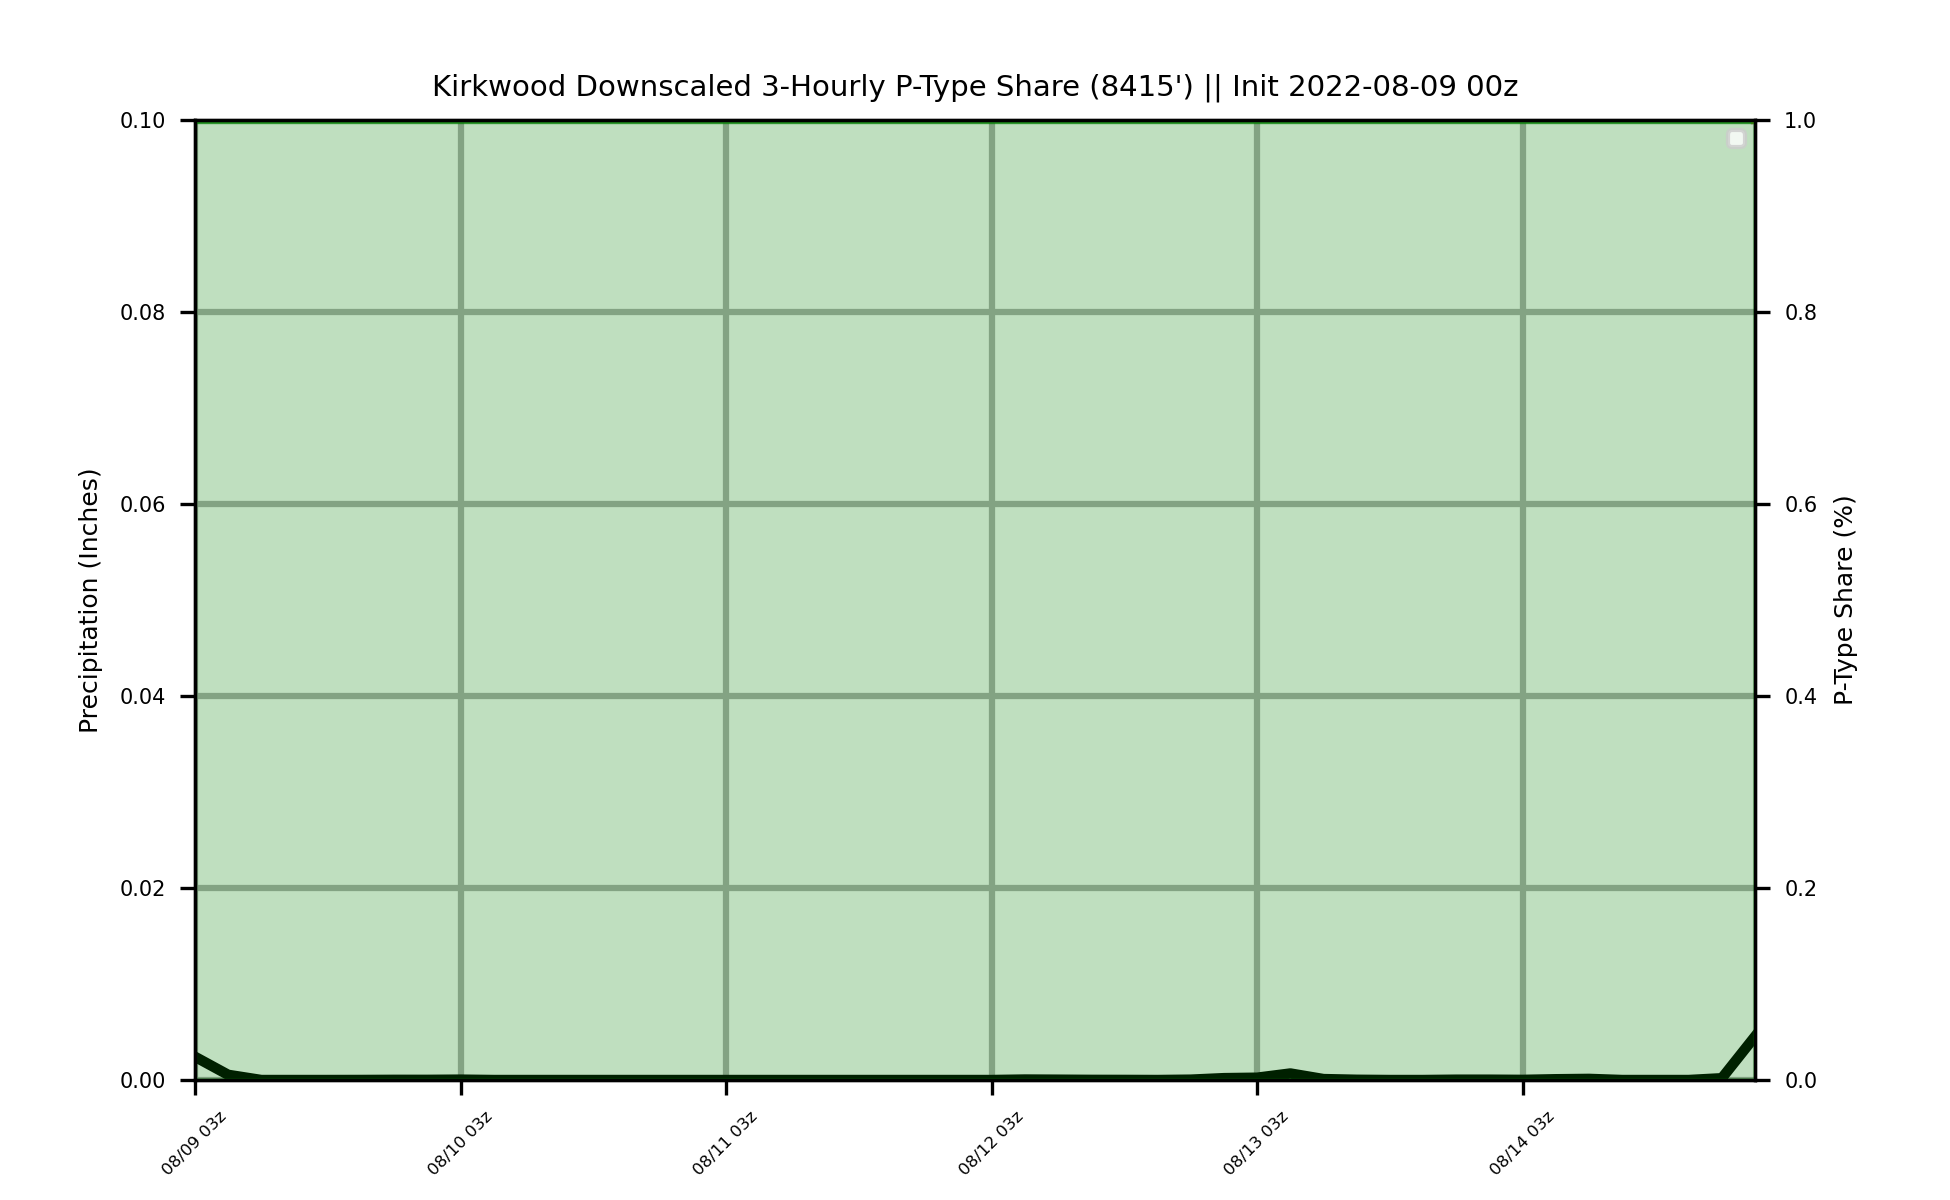 Kirkwood Downscaled 3-Hourly P-Type Share (8415') || Init 2022-08-09 00z
Precipitation (Inches)
0.10
0.08
0.06
0.04
0.02
0.00
1.0
0.8
0.6
0.4
0.2
0.0
P-Type Share (%)
08/09 03z
08/10 03z
08/11 03z
08/12 03z
08/13 03z
08/14 03z